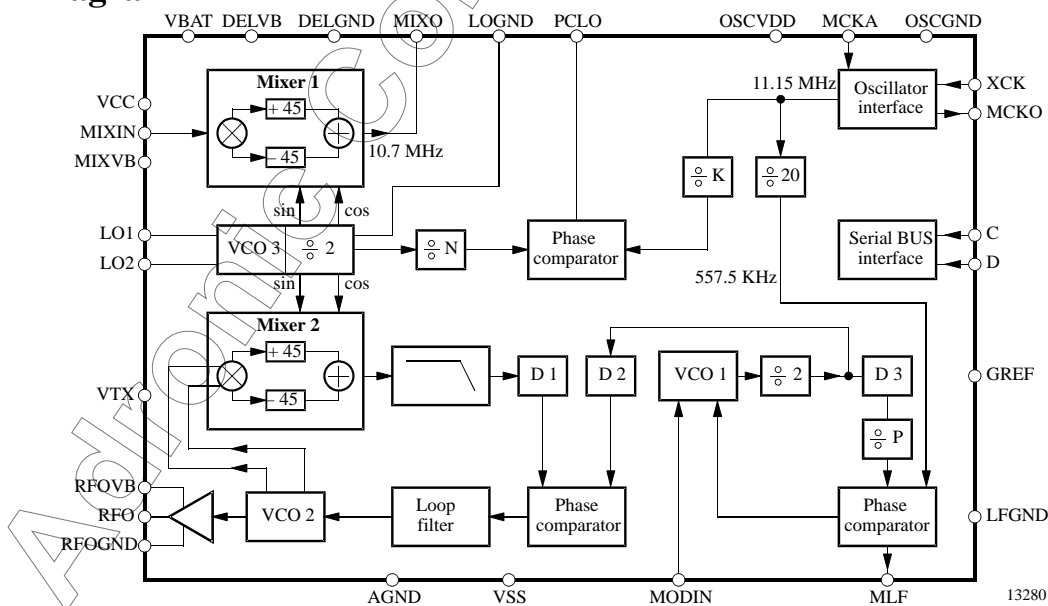 VBAT DELVB DELGND MIXO LOGND PCLO OSCVDD MCKA OSCGND
Mixer 1
+ 45
– 45
10.7 MHz
11.15 MHz
Oscillator
interface
XCK
MCKO
VCC
MIXIN
MIXVB
÷ K
÷ 20
sin cos
LO1
LO2
VCO 3
÷ 2
÷ N
Phase
comparator
Serial BUS
interface
C
D
557.5 KHz
sin cos
Mixer 2
+ 45
– 45
D 1
D 2
VCO 1
÷ 2
D 3
÷ P
GREF
VTX
RFOVB
RFO
RFOGND
VCO 2
Loop
filter
Phase
comparator
Phase
comparator
LFGND
AGND VSS MODIN MLF
13280